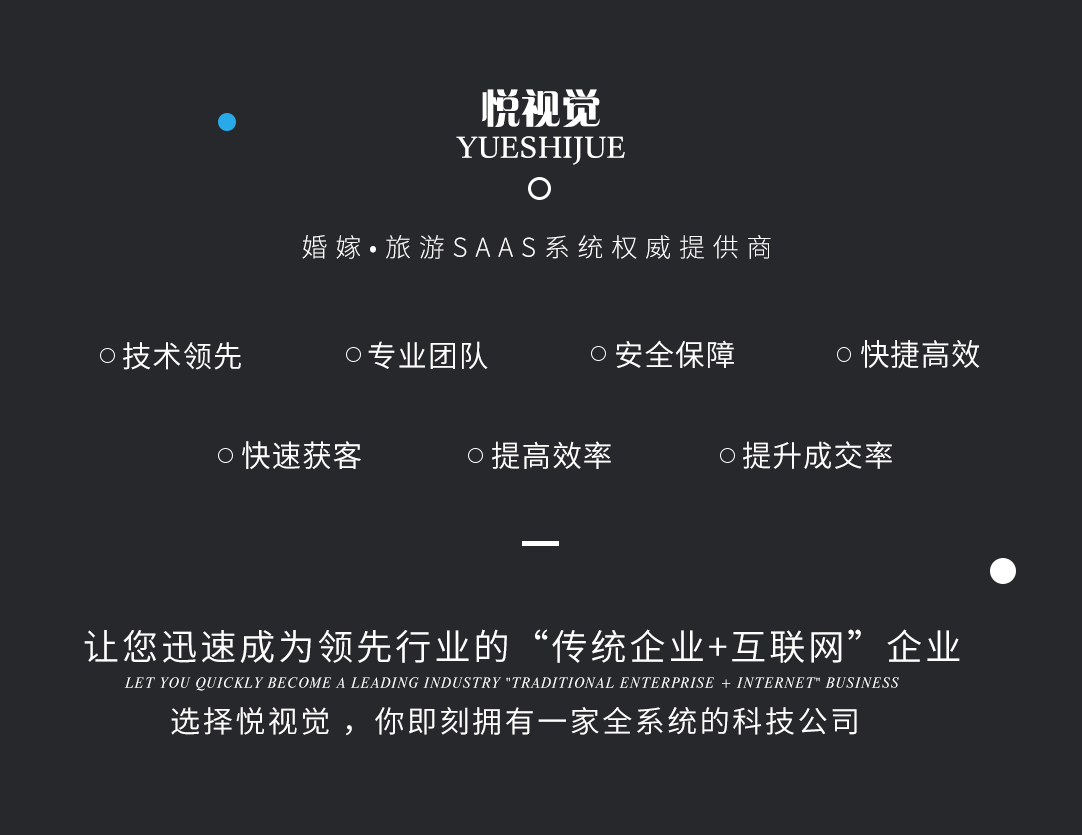 悦视觉
YUESHIJUE
婚嫁•旅游SAAS系统权威提供商
技术领先 专业团队 安全保障 快捷高效
快速获客 提高效率 提升成交率
让您迅速成为领先行业的“传统企业+互联网”企业
LET YOU QUICKLY BECOME A LEADING INDUSTRY "TRADITIONAL ENTERPRISE + INTERNET" BUSINESS
选择悦视觉，你即刻拥有一家全系统的科技公司